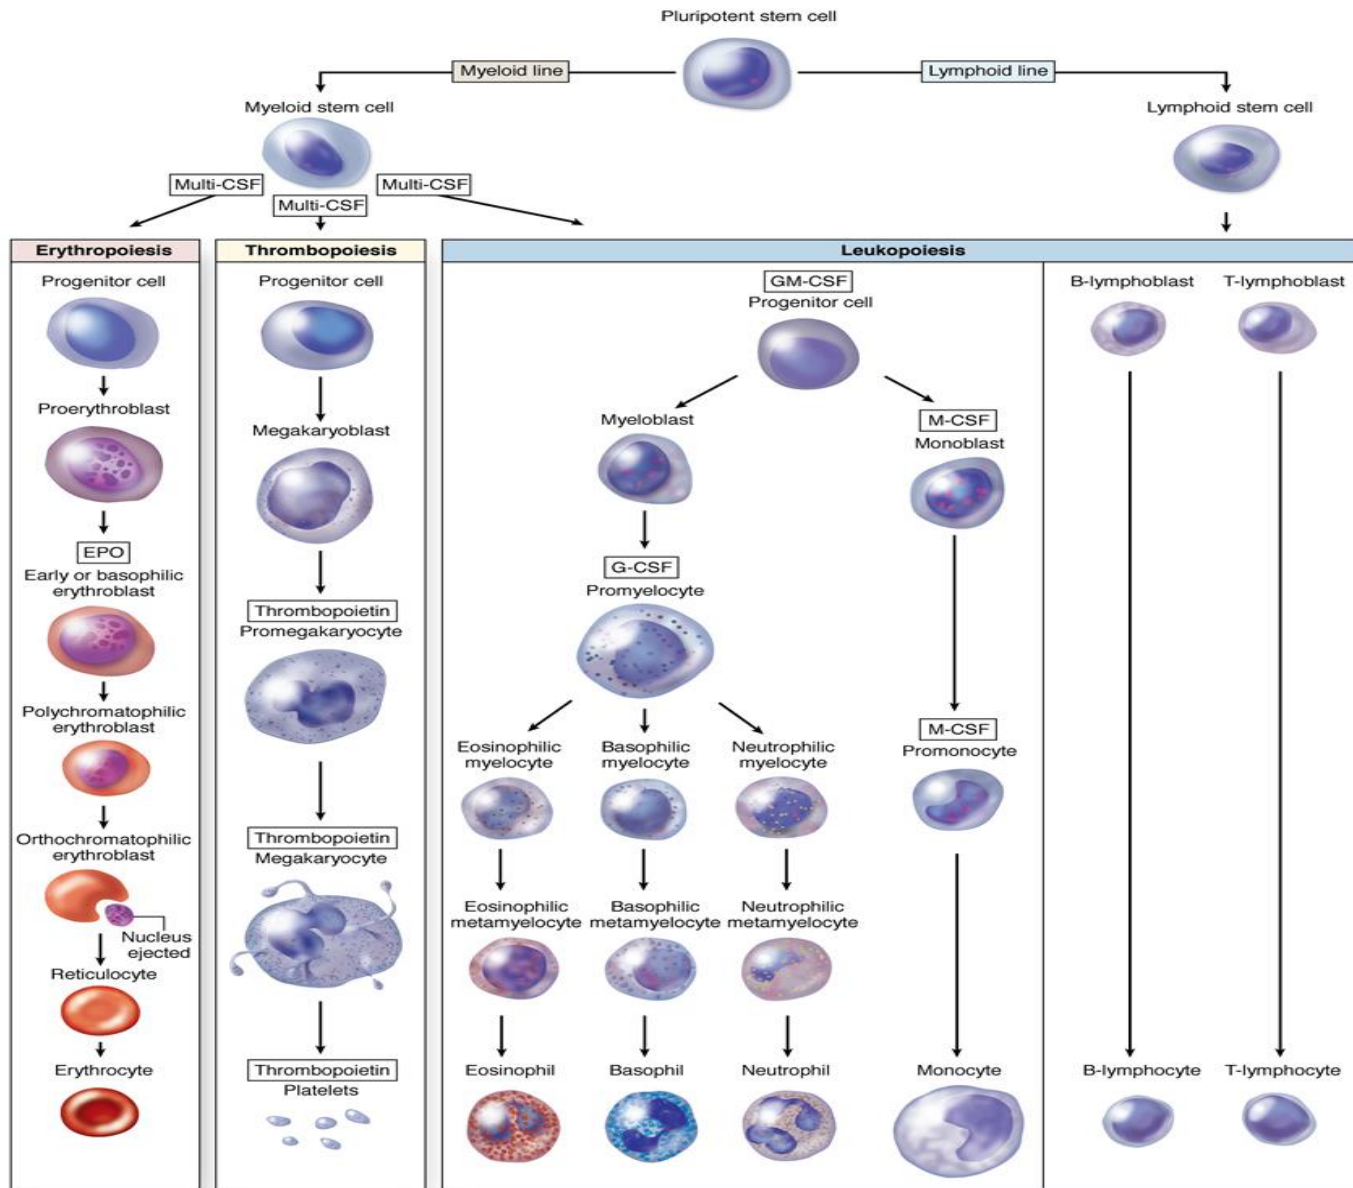 Pluripotent stem cell
Myeloid line
Lymphoid line
Myeloid stem cell
Lymphoid stem cell
Multi-CSF
Multi-CSF
Multi-CSF
Erythropoiesis
Progenitor cell
Proerythroblast
EPO
Early or basophilic
erythroblast
Polychromatophilic
erythroblast
Orthochromatophilic
erythroblast
Nucleus
ejected
Reticulocyte
Erythrocyte
Thrombopoiesis
Progenitor cell
Megakaryoblast
Thrombopoietin
Promegakaryocyte
Thrombopoietin
Megakaryocyte
Thrombopoietin
Platelets
Leukopoiesis
GM-CSF
Progenitor cell
Myeloblast
M-CSF
Monoblast
G-CSF
Promyelocyte
Eosinophilic
myelocyte
Basophilic
myelocyte
Neutrophilic
myelocyte
M-CSF
Promonocyte
Eosinophilic
metamyelocyte
Basophilic
metamyelocyte
Neutrophilic
metamyelocyte
Eosinophil
Basophil
Neutrophil
Monocyte
B-lymphoblast
T-lymphoblast
B-lymphocyte
T-lymphocyte